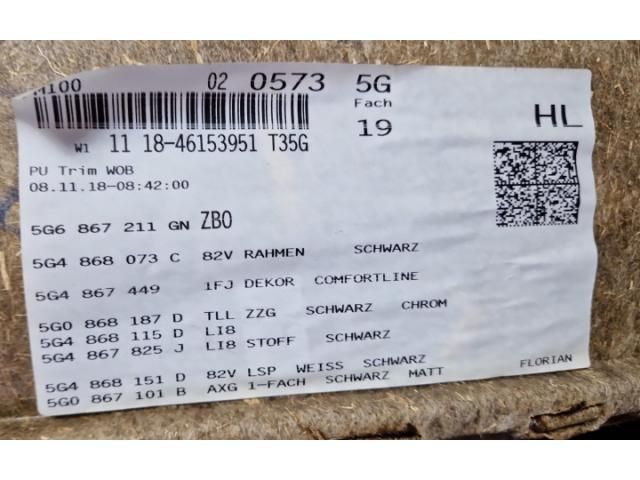 M100 02 0573 5G
Fach
19
HL
W1 11 18-46153951 T35G
PU Trim WOB
08.11.18-08:42:00
5G6 867 211 GN ZB0
5G4 868 073 C 82V RAHMEN SCHWARZ
5G4 867 449 1FJ DEKOR COMFORTLINE
5G0 868 187 D TLL ZZG SCHWARZ CHROM
5G4 868 115 D LI8
5G4 867 825 J LI8 STOFF SCHWARZ
5G4 868 151 D 82V LSP WEISS SCHWARZ
5G0 867 101 B AXG 1-FACH SCHWARZ MATT
FLORIAN